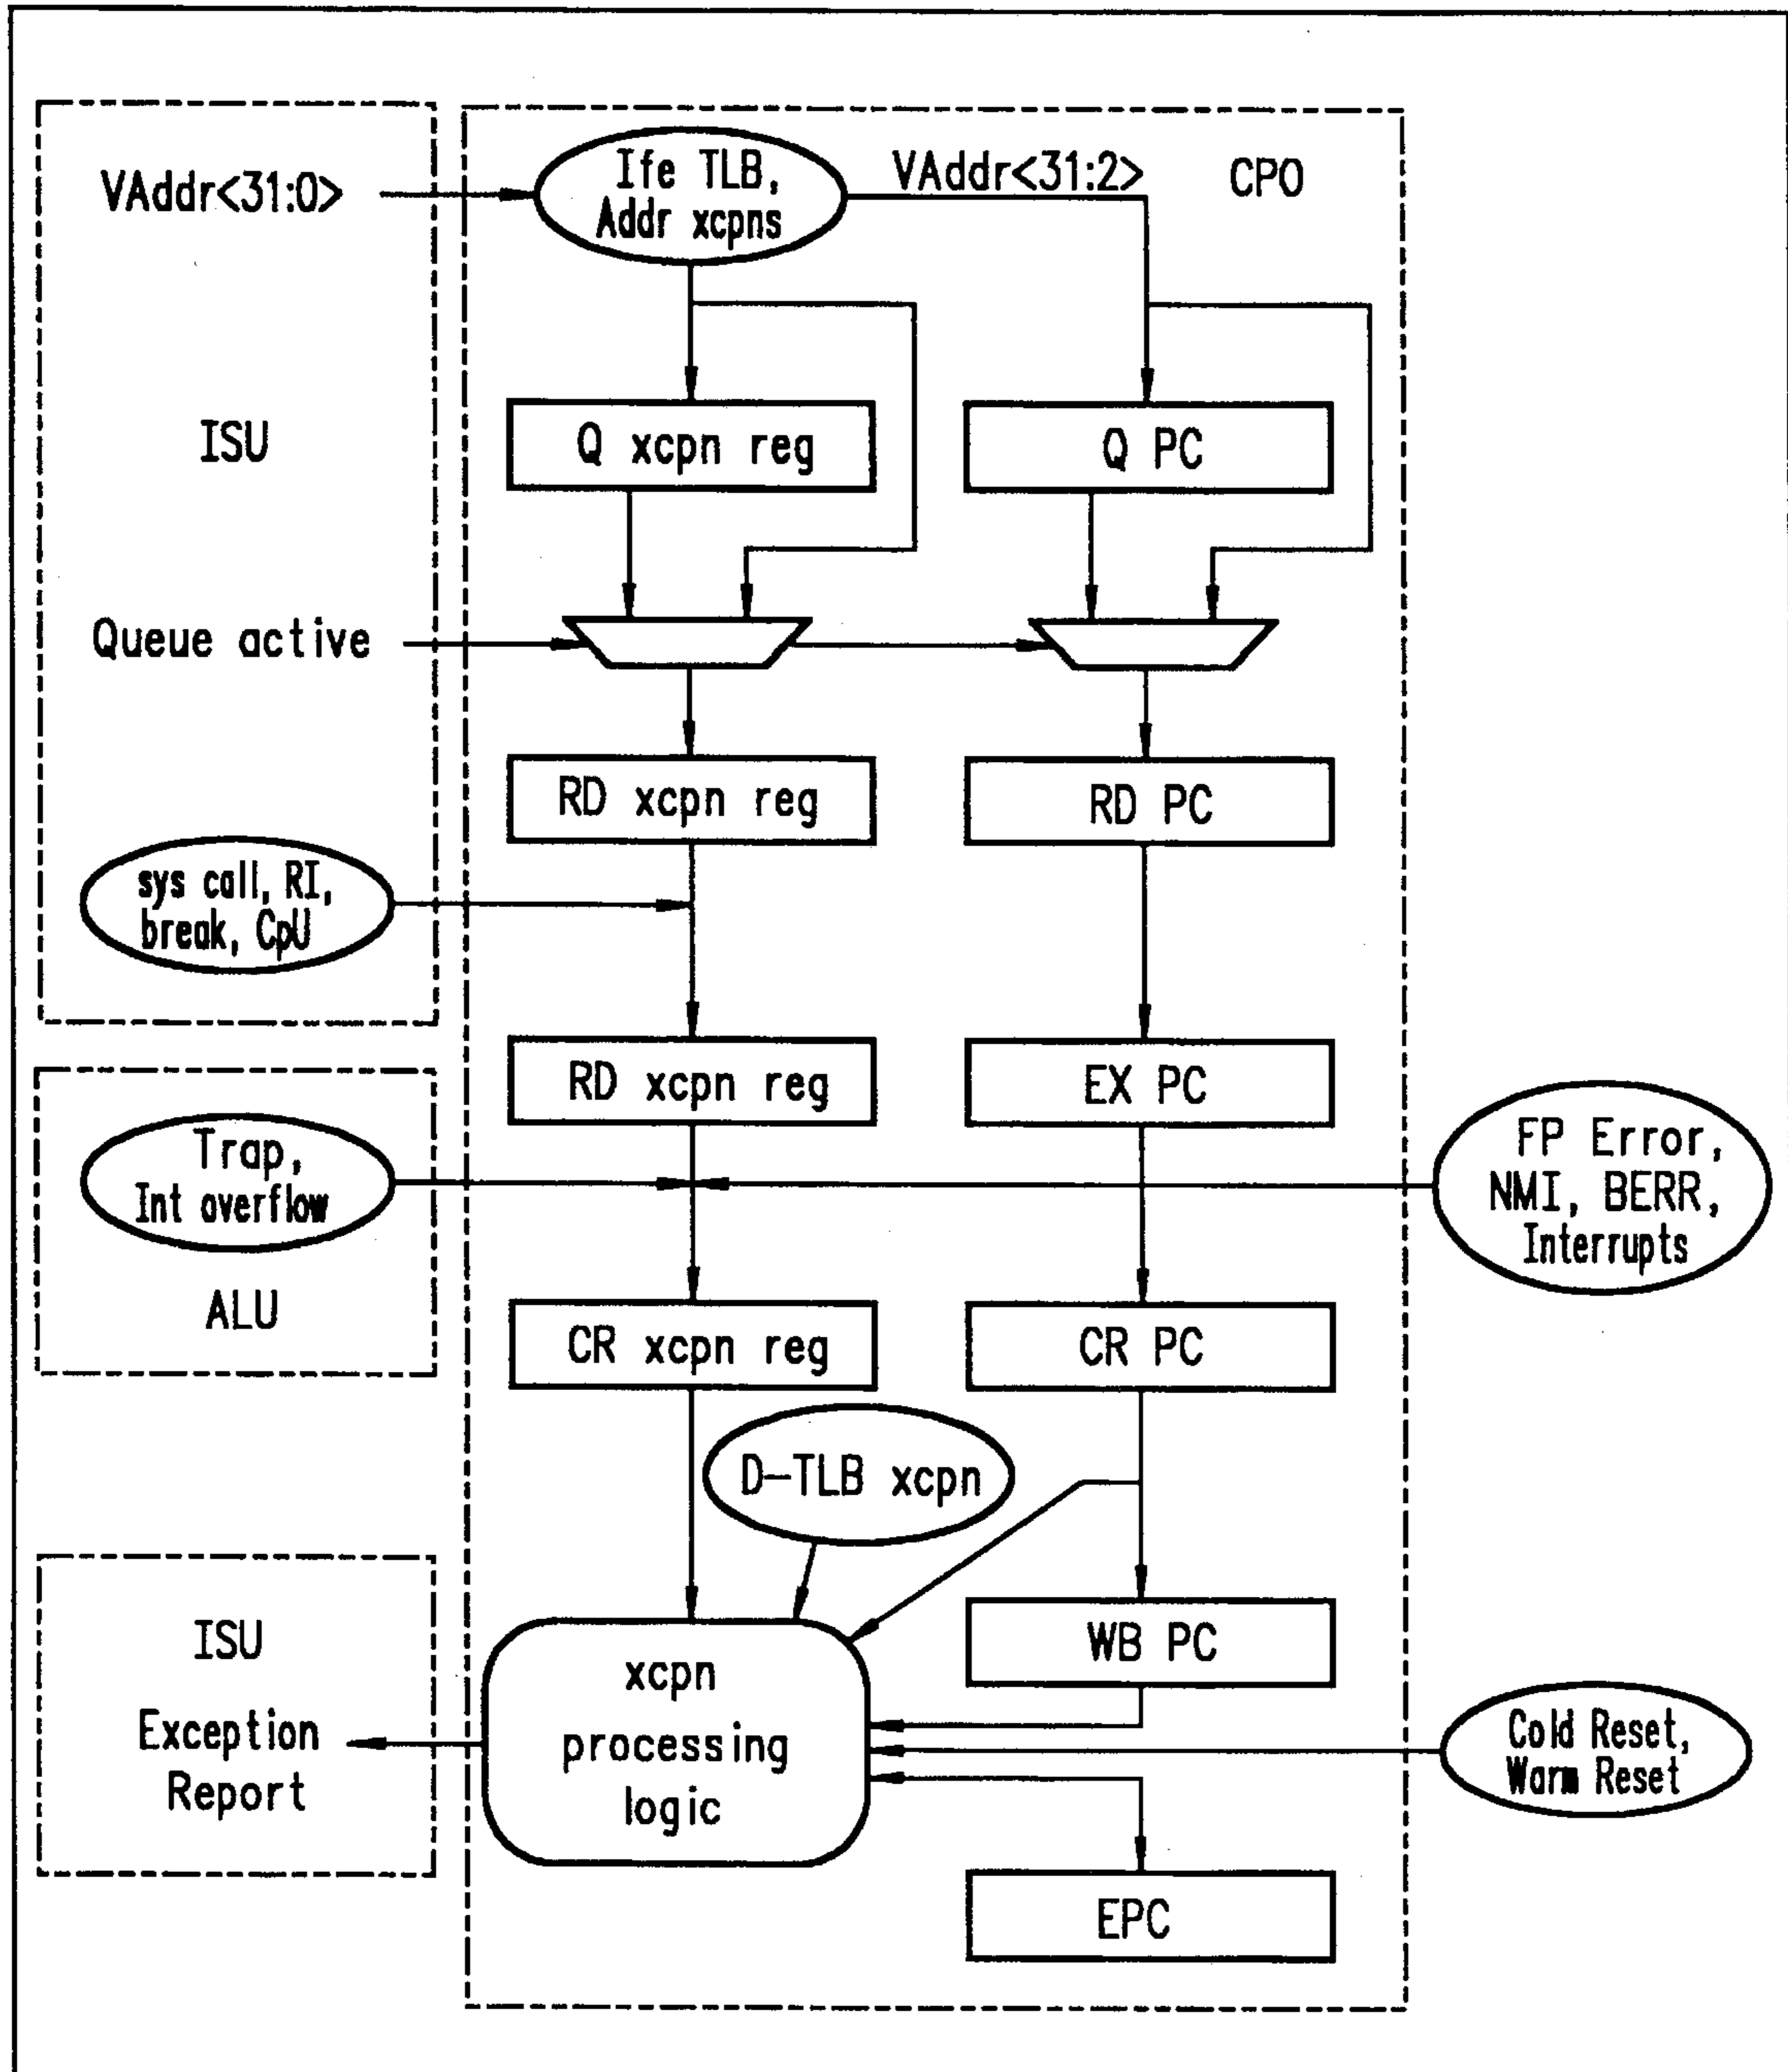 VAddr<31:0>
Ife TLB,
Addr xcpns
VAddr<31:2>
CPO
ISU
Q xcpn reg
Q PC
Queue active
RD xcpn reg
RD PC
sys call, RI,
break, CpU
RD xcpn reg
EX PC
Trap,
Int overflow
FP Error,
NMI, BERR,
Interrupts
ALU
CR xcpn reg
CR PC
D-TLB xcpn
ISU
Exception
Report
xcpn
processing
logic
WB PC
Cold Reset,
Warm Reset
EPC